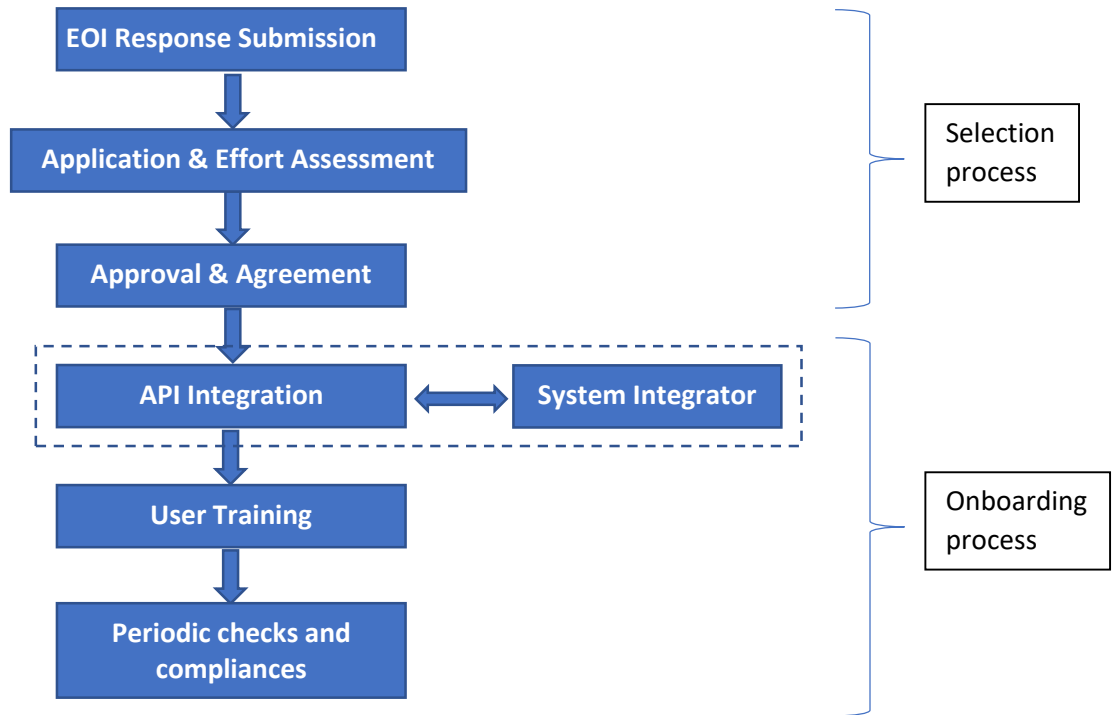 EOI Response Submission
Application & Effort Assessment
Selection
process
Approval & Agreement
API Integration
System Integrator
User Training
Onboarding
process
Periodic checks and
compliances